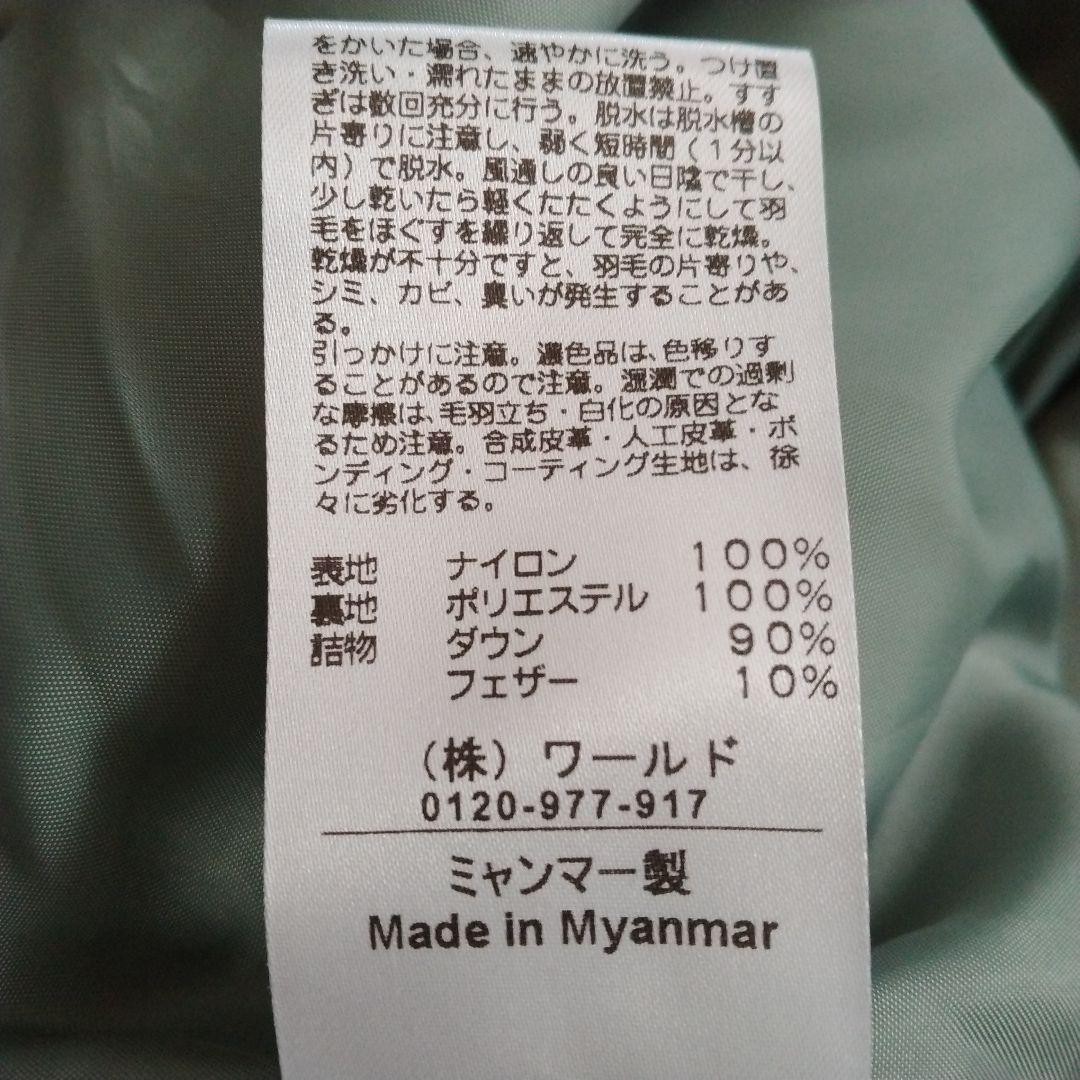 をかいた場合、速やかに洗う。つけ置
き洗い・濡れたままの放置禁止。すす
ぎは数回充分に行う。脱水は脱水槽の
片寄りに注意し、弱く短時間(1分以
内)で脱水。風通しの良い日陰で干し、
少し乾いたら軽くたたくようにして羽
毛をほぐすを繰り返して完全に乾燥。
乾燥が不十分ですと、羽毛の片寄りや、
シミ、カビ、臭いが発生することがあ
る。
引っかけに注意。濃色品は、色移りす
ることがあるので注意。湿潤での過剰
な摩擦は、毛羽立ち・白化の原因とな
るため注意。合成皮革・人工皮革・ボ
ンディング・コーティング生地は、徐
々に劣化する。
表地 ナイロン 100%
裏地 ポリエステル 100%
詰物 ダウン 90%
フェザー 10%
(株)ワールド
0120-977-917
ミャンマー製
Made in Myanmar